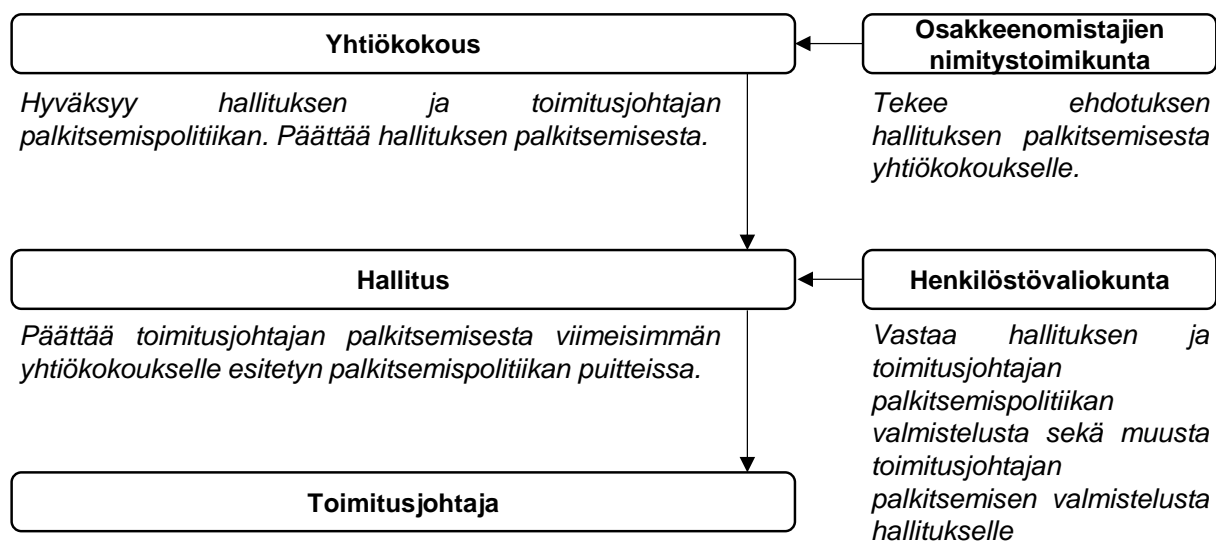 Yhtiökokous
Osakkeenomistajien
nimitystoimikunta
Hyväksyy hallituksen ja toimitusjohtajan
palkitsemispolitiikan. Päättää hallituksen palkitsemisesta.
Tekee ehdotuksen
hallituksen palkitsemisesta
yhtiökokoukselle.
Hallitus
Henkilöstövaliokunta
Päättää toimitusjohtajan palkitsemisesta viimeisimmän
yhtiökokoukselle esitetyn palkitsemispolitiikan puitteissa.
Vastaa hallituksen ja
toimitusjohtajan
palkitsemispolitiikan
valmistelusta sekä muusta
toimitusjohtajan
palkitsemisen valmistelusta
hallitukselle
Toimitusjohtaja